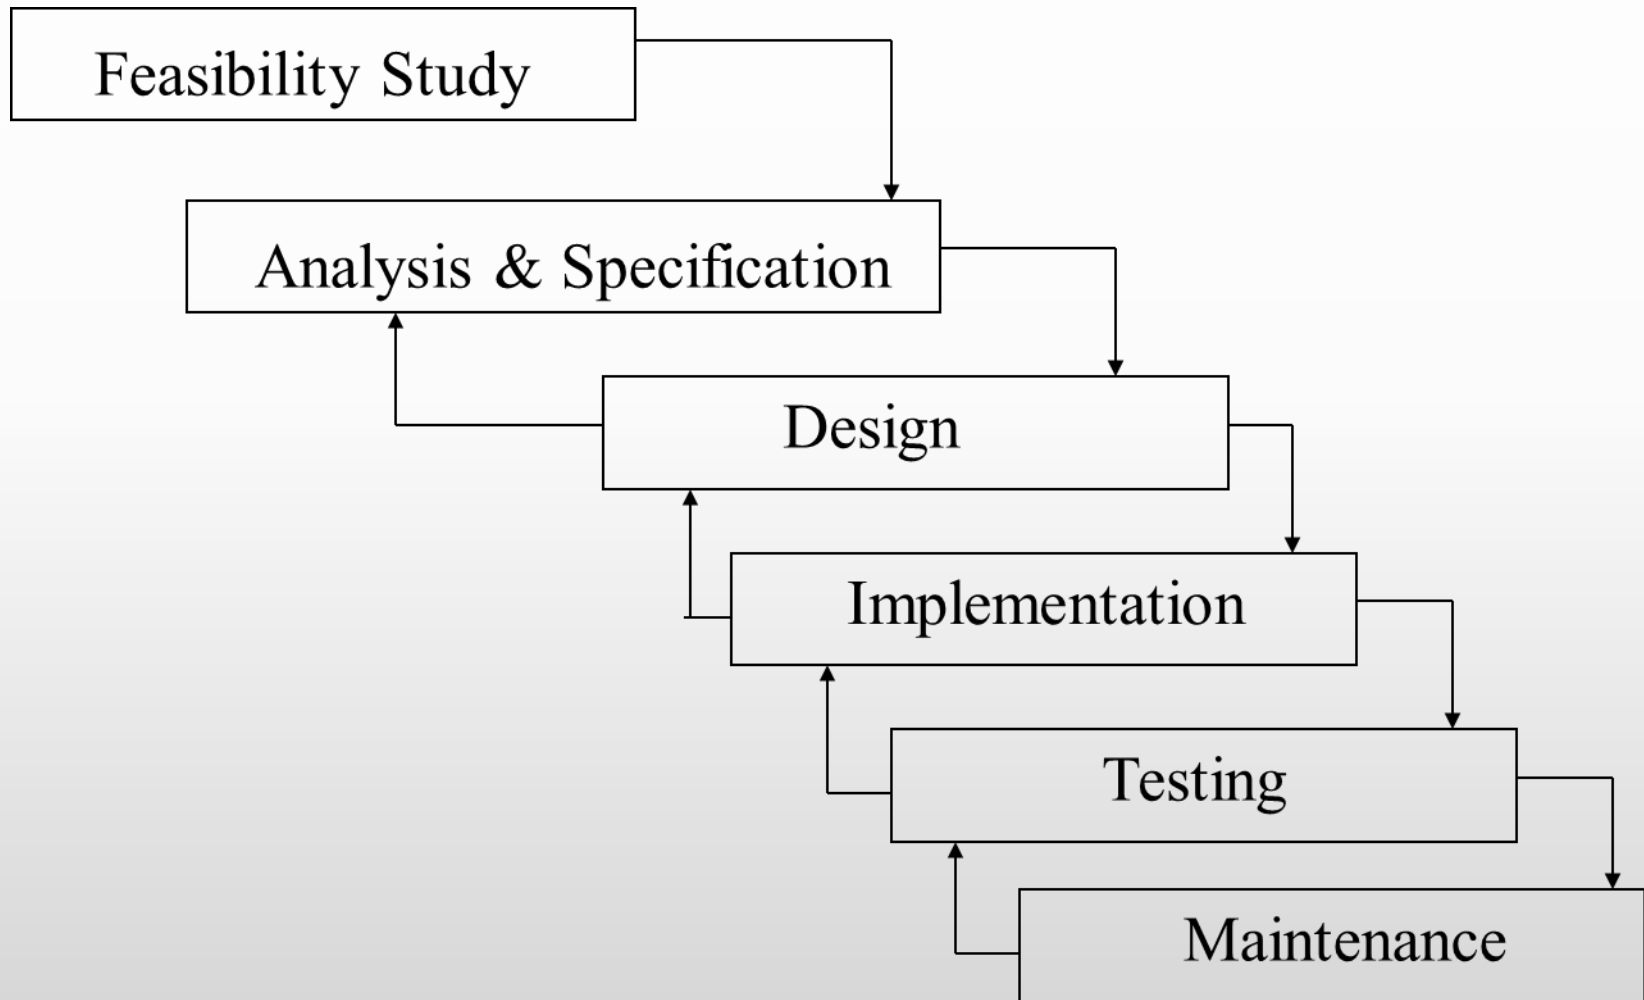 Feasibility Study
Analysis & Specification
Design
Implementation
Testing
Maintenance